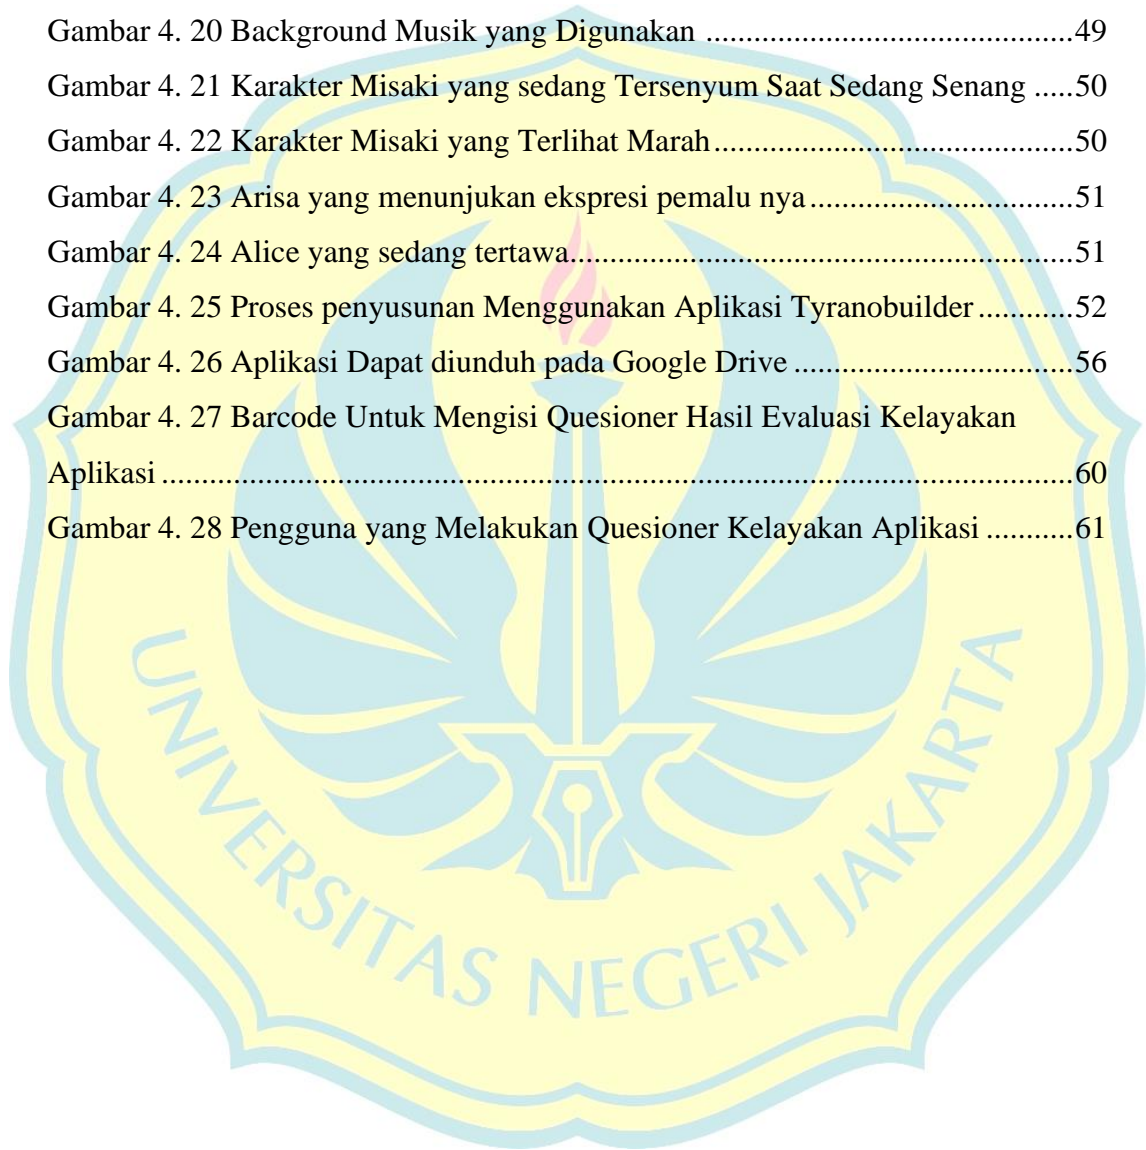 Gambar 4. 20 Background Musik yang Digunakan ..............................................49
Gambar 4. 21 Karakter Misaki yang sedang Tersenyum Saat Sedang Senang .....50
Gambar 4. 22 Karakter Misaki yang Terlihat Marah.............................................50
Gambar 4. 23 Arisa yang menunjukan ekspresi pemalu nya.................................51
Gambar 4. 24 Alice yang sedang tertawa...............................................................51
Gambar 4. 25 Proses penyusunan Menggunakan Aplikasi Tyranobuilder............52
Gambar 4. 26 Aplikasi Dapat diunduh pada Google Drive ...................................56
Gambar 4. 27 Barcode Untuk Mengisi Quesioner Hasil Evaluasi Kelayakan
Aplikasi ..................................................................................................................60
Gambar 4. 28 Pengguna yang Melakukan Quesioner Kelayakan Aplikasi ...........61
UNIVERSITAS NEGERI JAKARTA